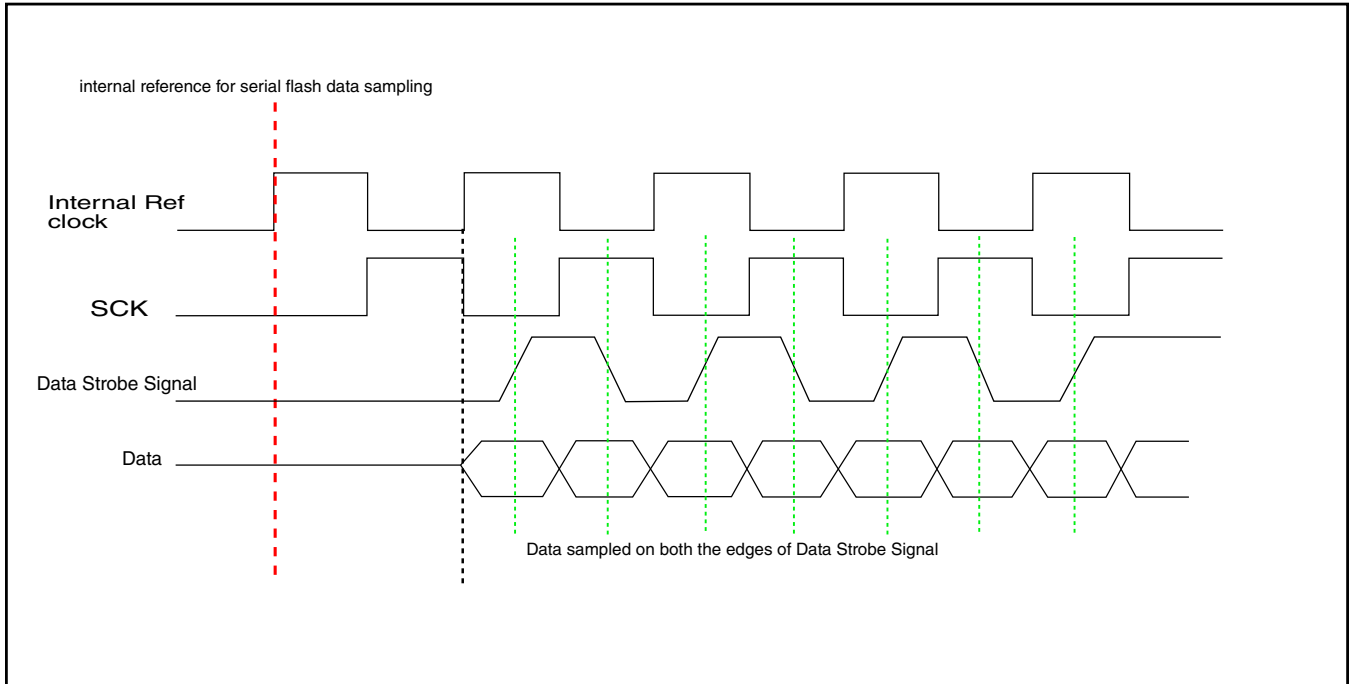 internal reference for serial flash data sampling
Internal Ref
clock
SCK
Data Strobe Signal
Data
Data sampled on both the edges of Data Strobe Signal